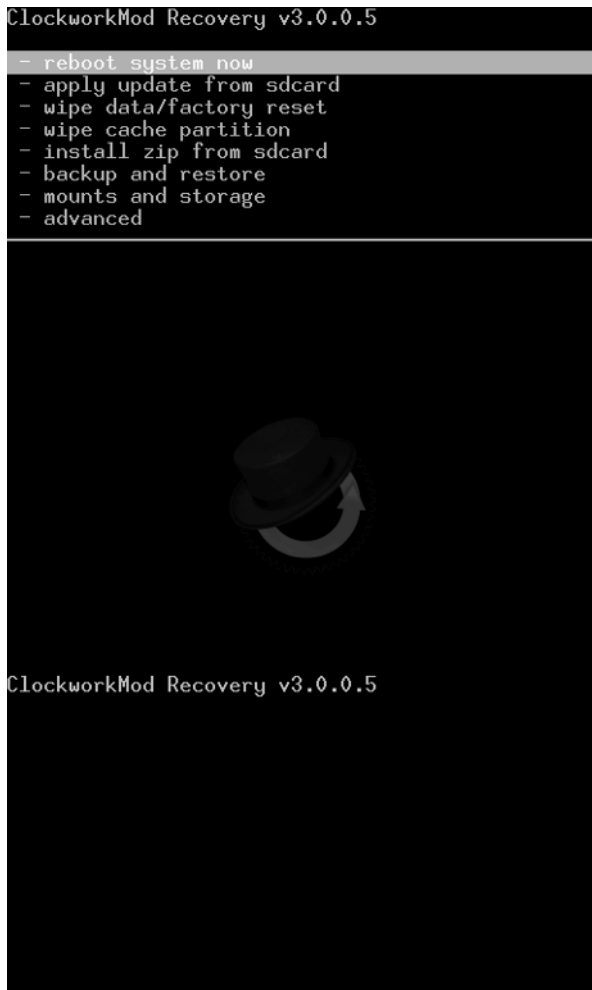 ClockworkMod Recovery v3.0.0.5
- reboot system now
- apply update from sdcard
- wipe data/factory reset
- wipe cache partition
- install zip from sdcard
- backup and restore
- mounts and storage
- advanced
ClockworkMod Recovery v3.0.0.5